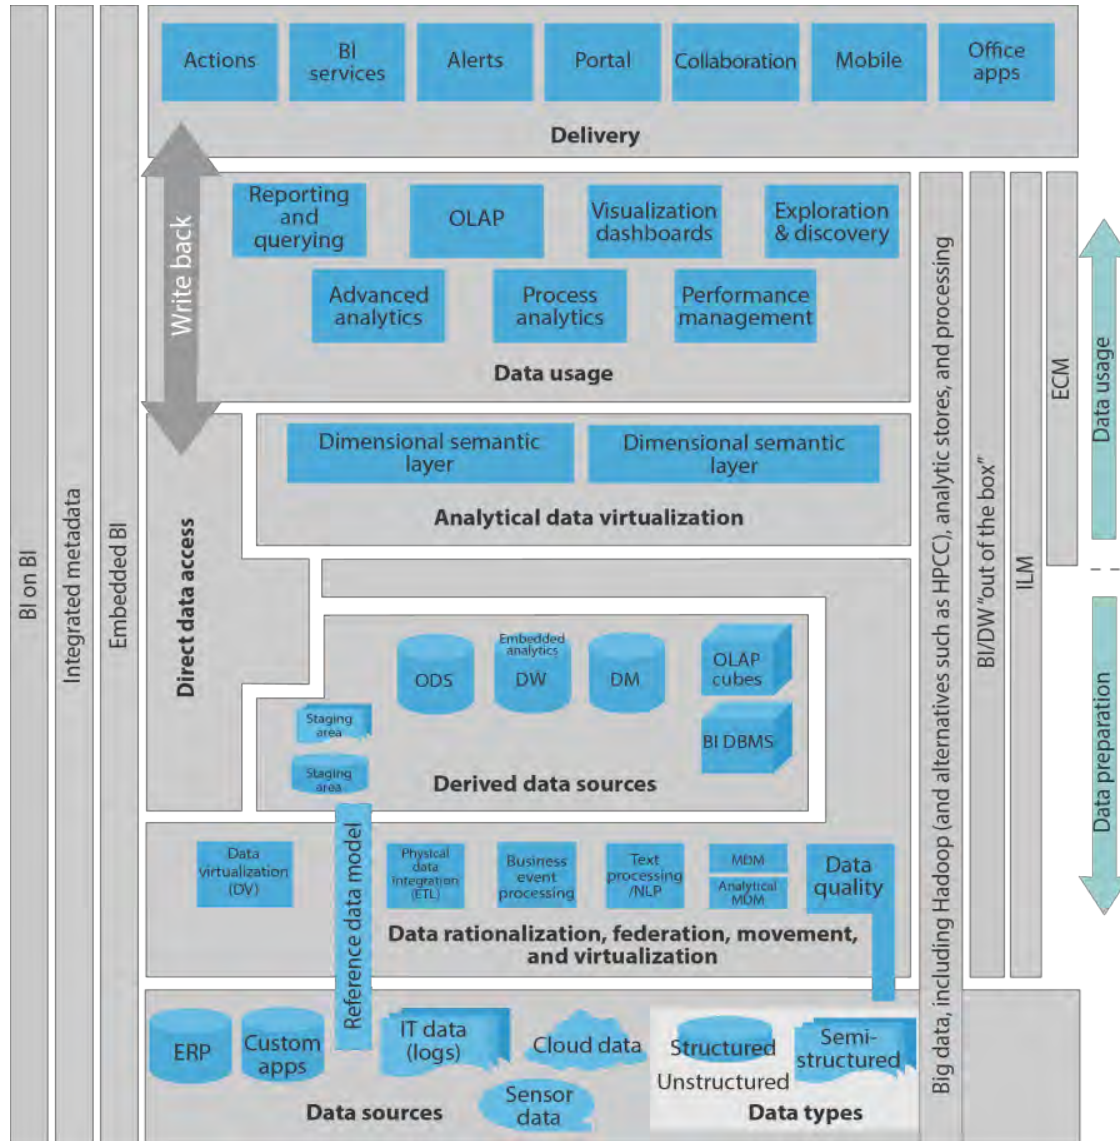 Actions
BI
services
Alerts
Portal
Collaboration
Mobile
Office
apps
Delivery
Write back
Reporting
and
querying
OLAP
Visualization
dashboards
Exploration
& discovery
Advanced
analytics
Process
analytics
Performance
management
Data usage
Dimensional semantic
layer
Dimensional semantic
layer
Analytical data virtualization
Direct data access
ODS
Embedded
analytics
DW
DM
OLAP
cubes
BI DBMS
Staging
area
Staging
area
Derived data sources
Reference data model
Data
virtualization
(DV)
Physical
data
integration
(ETL)
Business
event
processing
Text
processing
/NLP
MDM
Analytical
MDM
Data
quality
Data rationalization, federation, movement,
and virtualization
ERP
Custom
apps
IT data
(logs)
Cloud data
Sensor
data
Data sources
Structured
Semi-
structured
Unstructured
Data types
BI on BI
Integrated metadata
Embedded BI
Big data, including Hadoop (and alternatives such as HPCC), analytic stores, and processing
BI/DW "out of the box"
ILM
ECM
Data usage
Data preparation